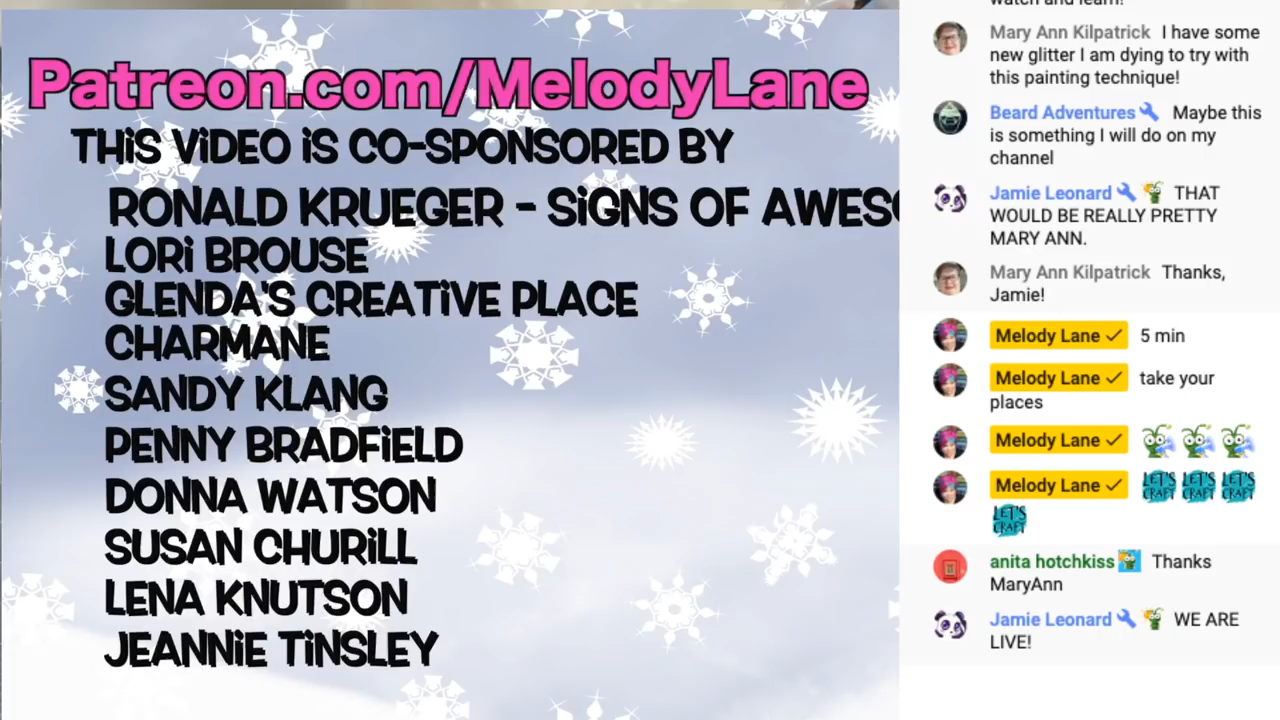 Patreon.com/MelodyLane
THiS ViDEO iS CO-SPONSORED BY
RONALD KRUEGER - SiGNS OF AWESO
LORi BROUSE
GLENDA'S CREATiVE PLACE
CHARMANE
SANDY KLANG
PENNY BRADFiELD
DONNA WATSON
SUSAN CHURiLL
LENA KNUTSON
JEANNiE TiNSLEY
watch and learn!
Mary Ann Kilpatrick I have some
new glitter I am dying to try with
this painting technique!
Beard Adventures Maybe this
is something I will do on my
channel
Jamie Leonard THAT
WOULD BE REALLY PRETTY
MARY ANN.
Mary Ann Kilpatrick Thanks,
Jamie!
Melody Lane 5 min
Melody Lane take your
places
Melody Lane
Melody Lane LET'S CRAFT LET'S CRAFT LET'S CRAFT
LET'S CRAFT
anita hotchkiss Thanks
MaryAnn
Jamie Leonard WE ARE
LIVE!